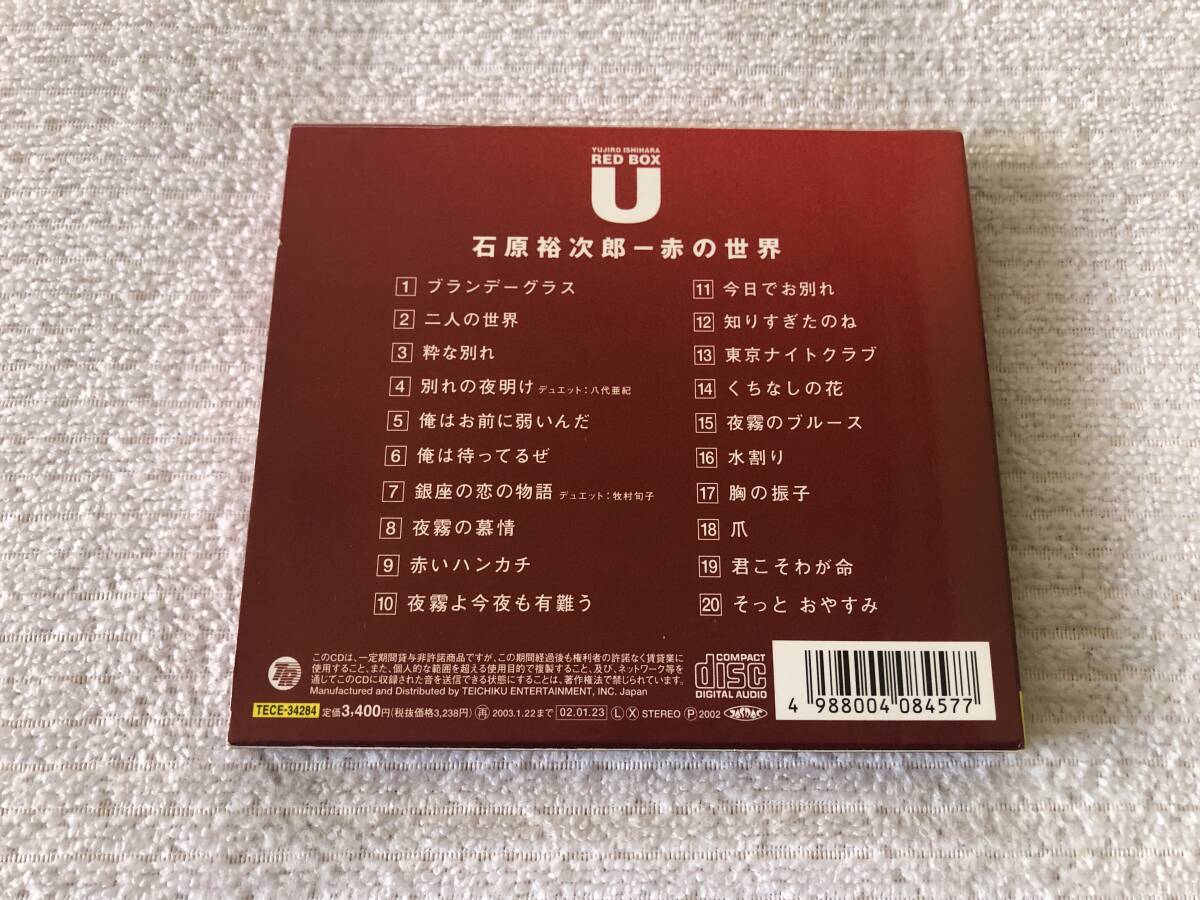 YUJIRO ISHIHARA
RED BOX
U
石原裕次郎ー赤の世界
1 ブランデーグラス
2 二人の世界
3 粋な別れ
4 別れの夜明け デュエット：八代亜紀
5 俺はお前に弱いんだ
6 俺は待ってるぜ
7 銀座の恋の物語 デュエット：牧村旬子
8 夜霧の慕情
9 赤いハンカチ
10 夜霧よ今夜も有難う
11 今日でお別れ
12 知りすぎたのね
13 東京ナイトクラブ
14 くちなしの花
15 夜霧のブルース
16 水割り
17 胸の振子
18 爪
19 君こそわが命
20 そっと おやすみ
このCDは、一定期間貸与非許諾商品ですが、この期間経過後も権利者の許諾なく賃貸業に
使用すること、また、個人的な範囲を超える使用目的で複製すること、及び、ネットワーク等を
通じてこのCDに収録された音を送信できる状態にすることは、著作権法で禁じられています。
Manufactured and Distributed by TEICHIKU ENTERTAINMENT, INC. Japan
TECE-34284 定価3,400円(税抜価格3,238円) 再 2003.1.22まで 02.01.23 L X STEREO P 2002 JASRAC
COMPACT
disc
DIGITAL AUDIO
4 988004 084577